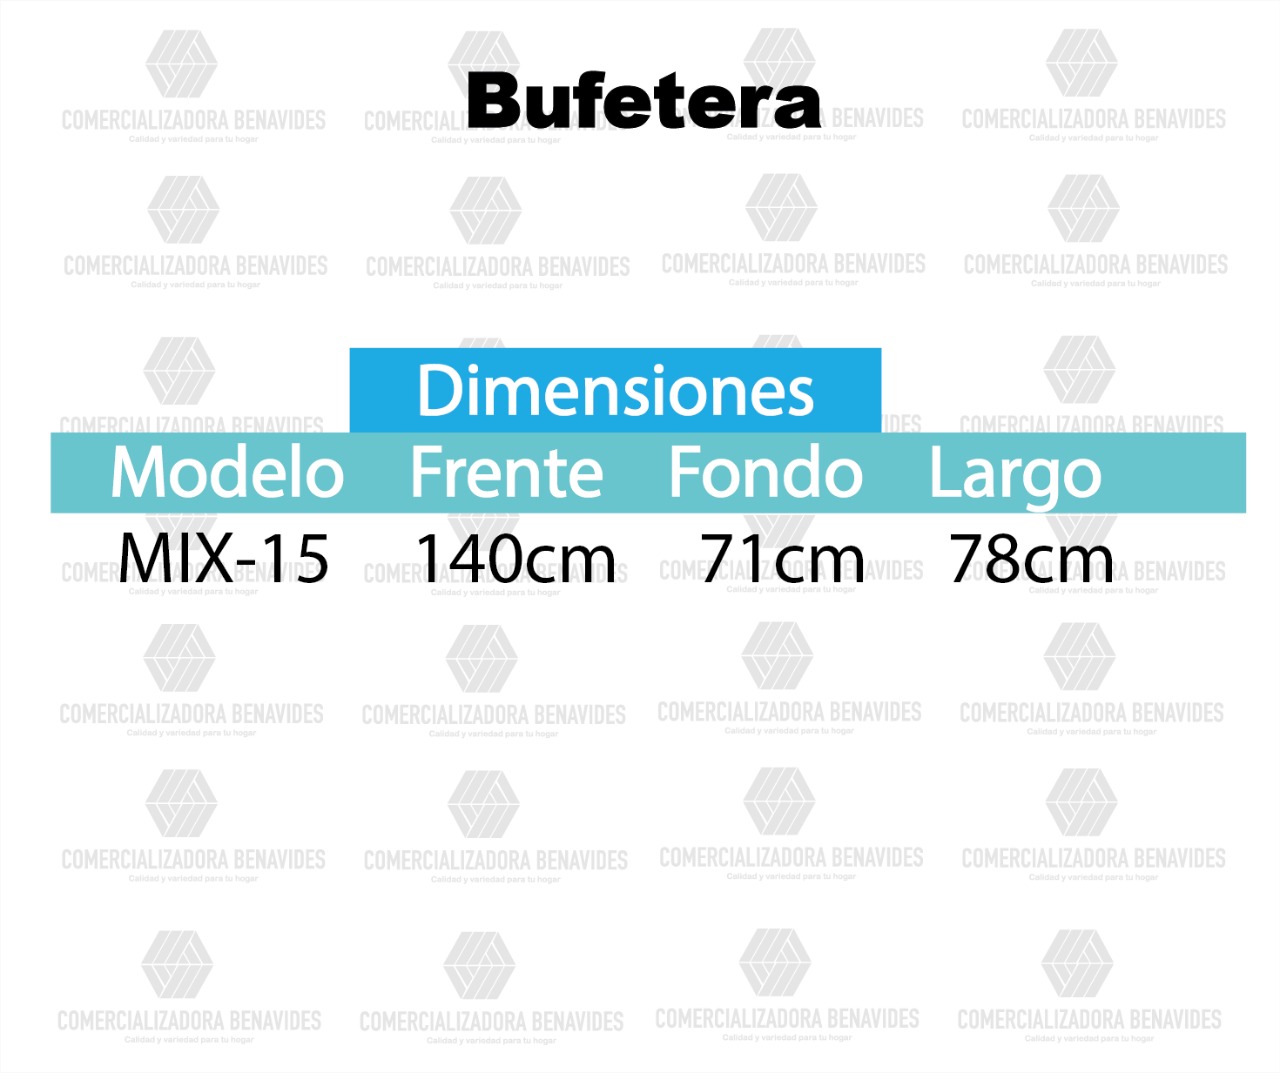 Bufetera
Dimensiones
Modelo Frente Fondo Largo
MIX-15 140cm 71cm 78cm
COMERCIALIZADORA BENAVIDES
Calidad y variedad para tu hogar